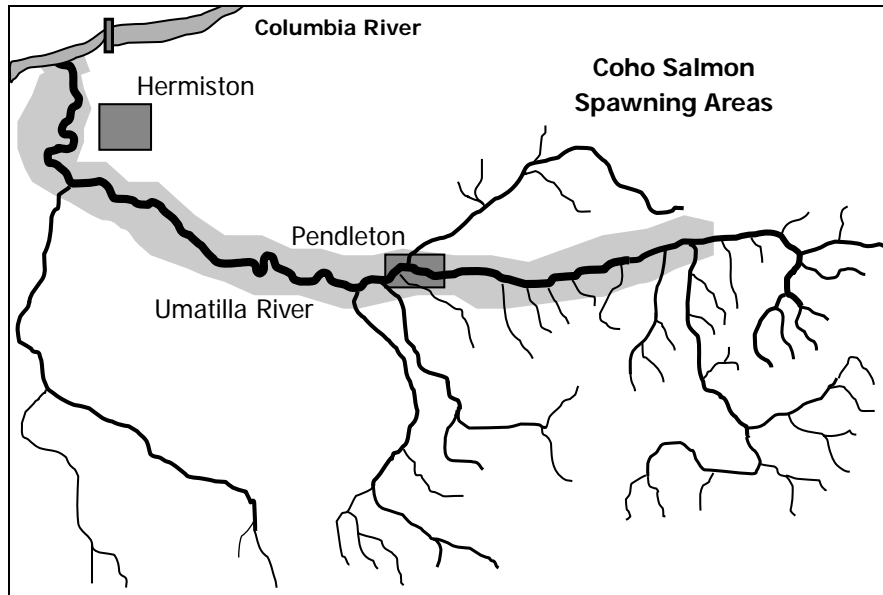 Columbia River
Hermiston
Coho Salmon
Spawning Areas
Pendleton
Umatilla River